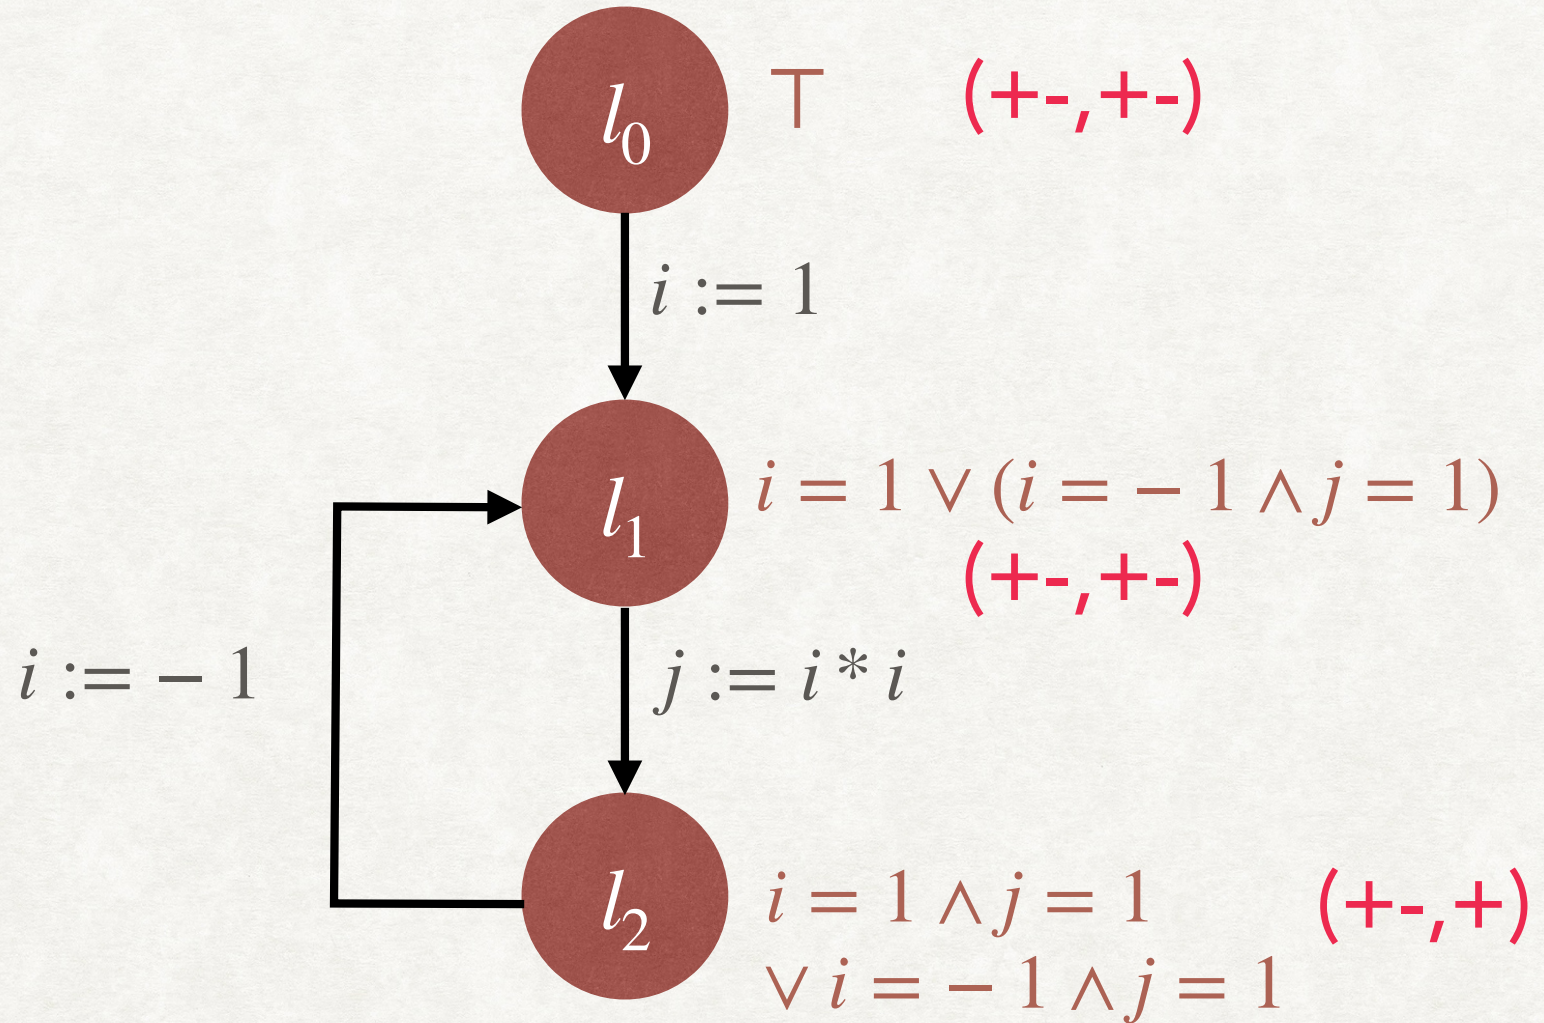 l₀ ⊤ (+-,+-)
i := 1
l₁ i = 1 ∨ (i = − 1 ∧ j = 1)
(+-,+-)
i := − 1
j := i * i
l₂ i = 1 ∧ j = 1 (+-,+)
∨ i = − 1 ∧ j = 1